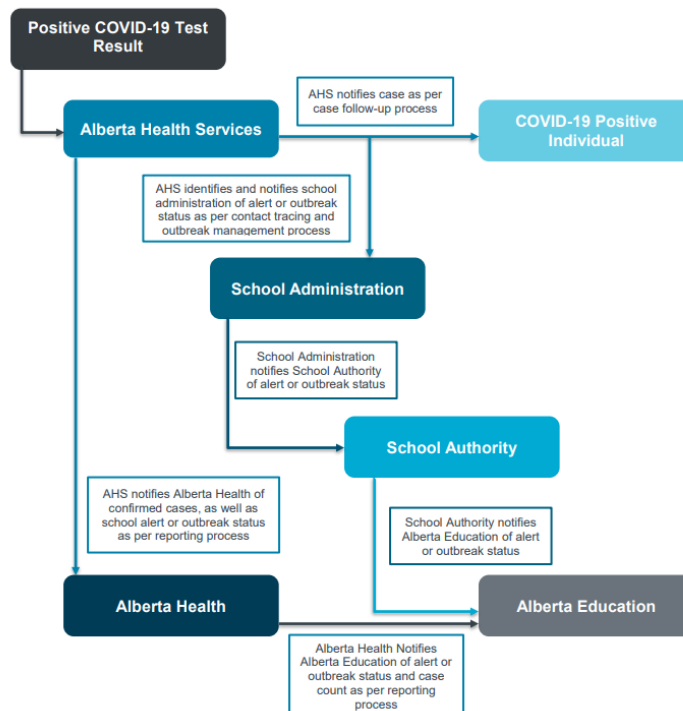 Positive COVID-19 Test
Result
AHS notifies case as per
case follow-up process
Alberta Health Services
COVID-19 Positive
Individual
AHS identifies and notifies school
administration of alert or outbreak
status as per contact tracing and
outbreak management process
School Administration
School Administration
notifies School Authority
of alert or outbreak status
School Authority
AHS notifies Alberta Health of
confirmed cases, as well as
school alert or outbreak status
as per reporting process
School Authority notifies
Alberta Education of alert
or outbreak status
Alberta Health
Alberta Education
Alberta Health Notifies
Alberta Education of alert or
outbreak status and case
count as per reporting
process